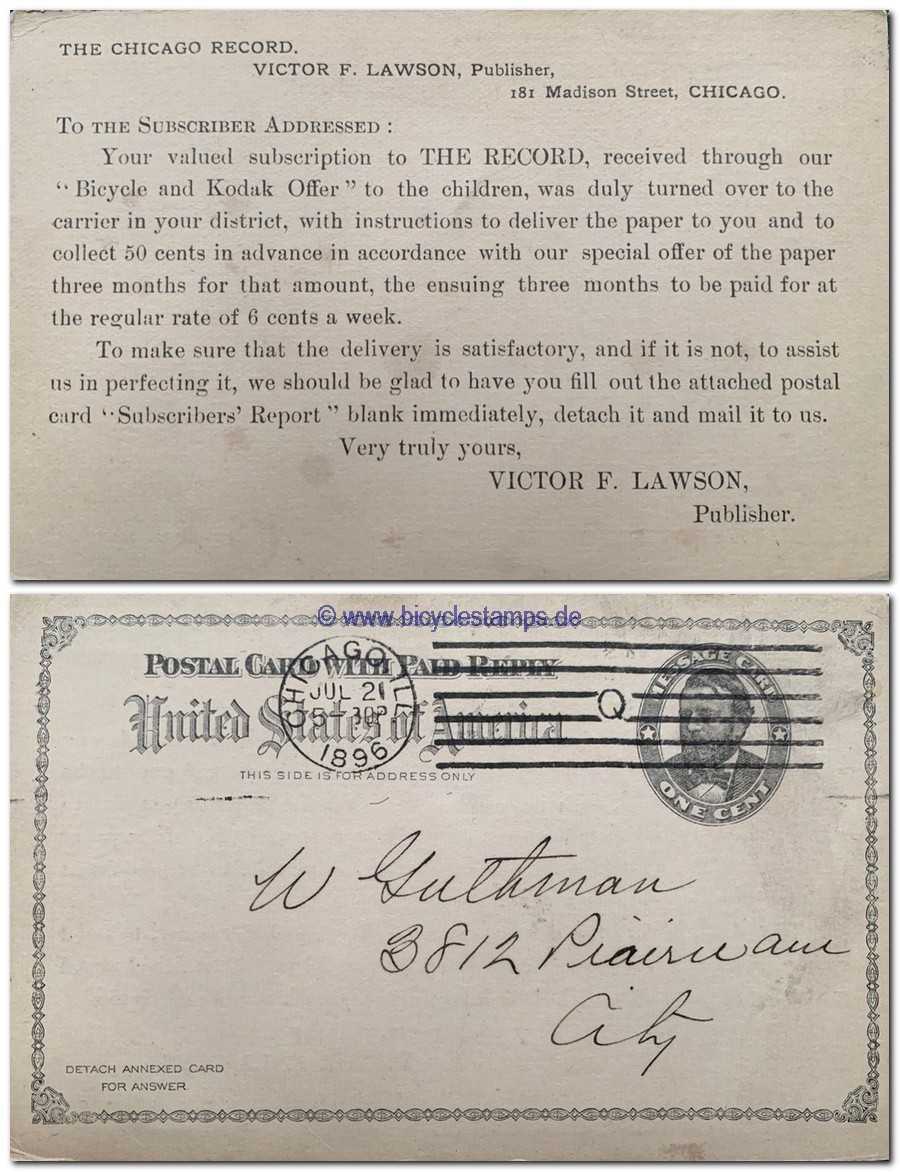 THE CHICAGO RECORD.
VICTOR F. LAWSON, Publisher,
181 Madison Street, CHICAGO.
TO THE SUBSCRIBER ADDRESSED :
Your valued subscription to THE RECORD, received through our
“Bicycle and Kodak Offer” to the children, was duly turned over to the
carrier in your district, with instructions to deliver the paper to you and to
collect 50 cents in advance in accordance with our special offer of the paper
three months for that amount, the ensuing three months to be paid for at
the regular rate of 6 cents a week.
To make sure that the delivery is satisfactory, and if it is not, to assist
us in perfecting it, we should be glad to have you fill out the attached postal
card “Subscribers’ Report” blank immediately, detach it and mail it to us.
Very truly yours,
VICTOR F. LAWSON,
Publisher.
© www.bicyclestamps.de
POSTAL CARD WITH PAID REPLY
United States of America
THIS SIDE IS FOR ADDRESS ONLY
CHICAGO, ILL.
JUL 21
5-30P
1896
Q
MESSAGE CARD
ONE CENT
W Guthman
3812 Prairie ave
City
DETACH ANNEXED CARD
FOR ANSWER